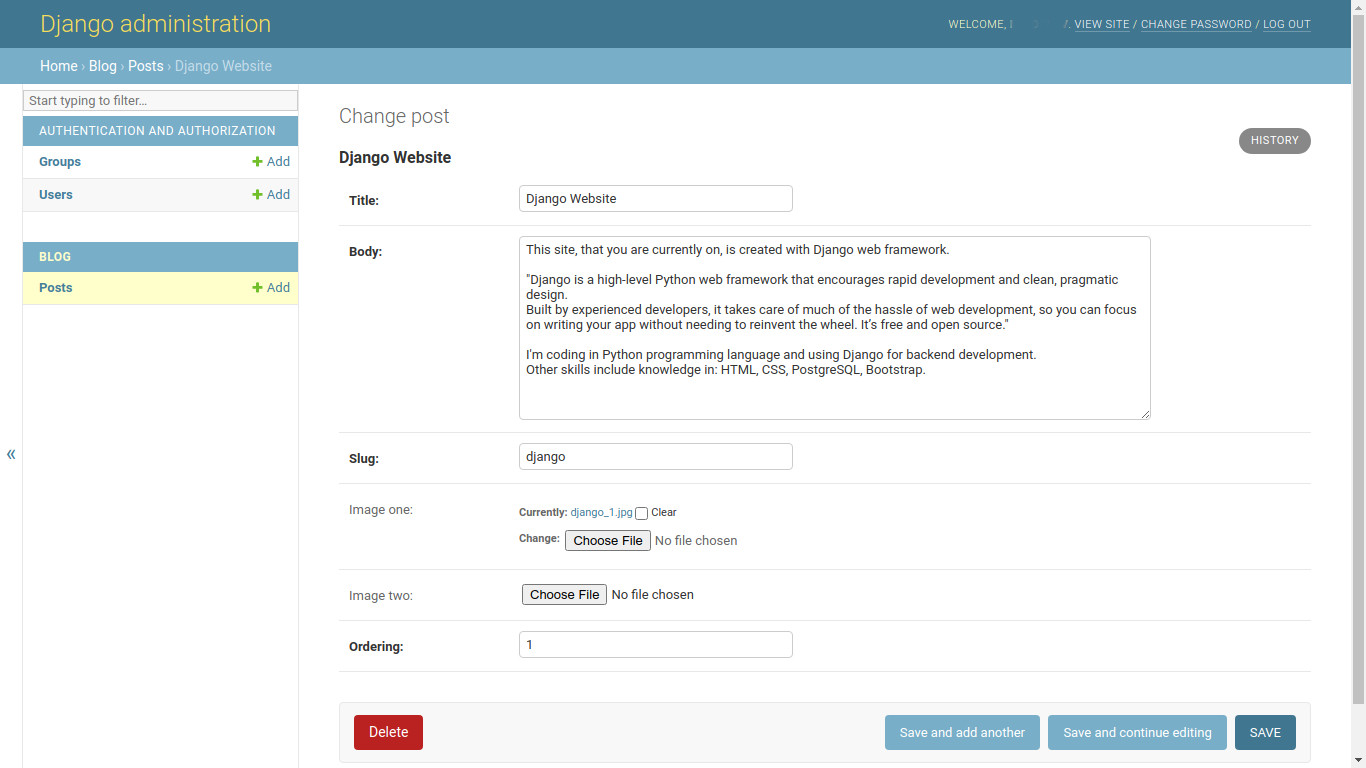 Django administration
WELCOME, VIEW SITE / CHANGE PASSWORD / LOG OUT
Home › Blog › Posts › Django Website
Start typing to filter…
AUTHENTICATION AND AUTHORIZATION
Groups + Add
Users + Add
BLOG
Posts + Add
«
Change post
HISTORY
Django Website
Title: Django Website
Body: This site, that you are currently on, is created with Django web framework.
"Django is a high-level Python web framework that encourages rapid development and clean, pragmatic
design.
Built by experienced developers, it takes care of much of the hassle of web development, so you can focus
on writing your app without needing to reinvent the wheel. It’s free and open source."
I'm coding in Python programming language and using Django for backend development.
Other skills include knowledge in: HTML, CSS, PostgreSQL, Bootstrap.
Slug: django
Image one: Currently: django_1.jpg Clear
Change: Choose File No file chosen
Image two: Choose File No file chosen
Ordering: 1
Delete Save and add another Save and continue editing SAVE